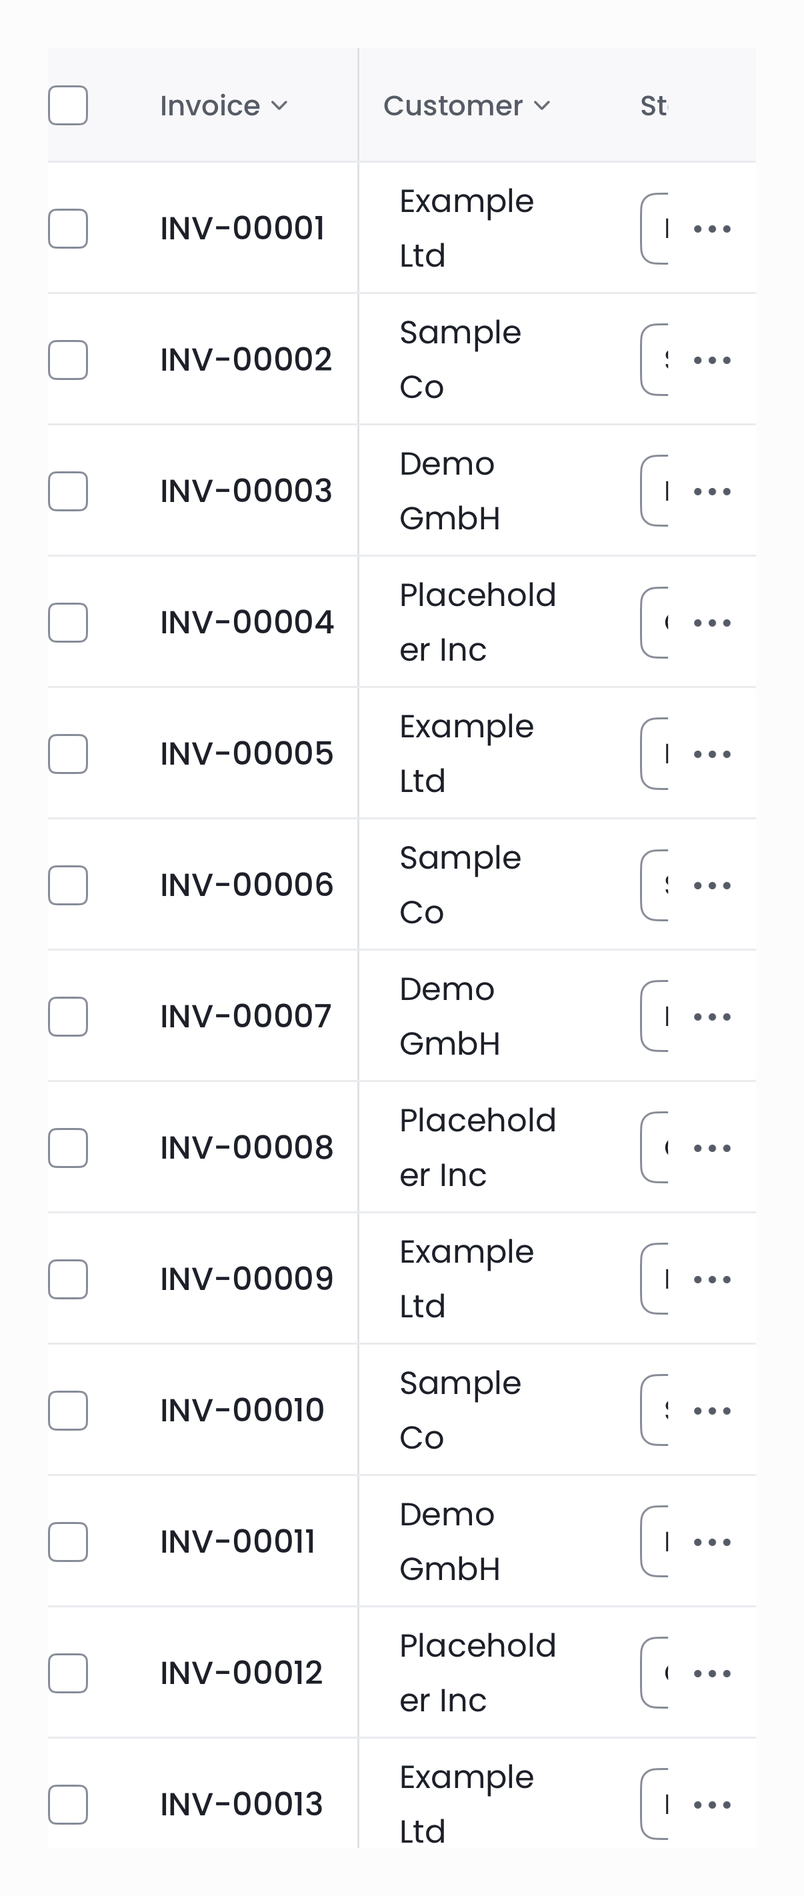 Invoice Customer St
INV-00001 Example
Ltd
INV-00002 Sample
Co
INV-00003 Demo
GmbH
INV-00004 Placehold
er Inc
INV-00005 Example
Ltd
INV-00006 Sample
Co
INV-00007 Demo
GmbH
INV-00008 Placehold
er Inc
INV-00009 Example
Ltd
INV-00010 Sample
Co
INV-00011 Demo
GmbH
INV-00012 Placehold
er Inc
INV-00013 Example
Ltd